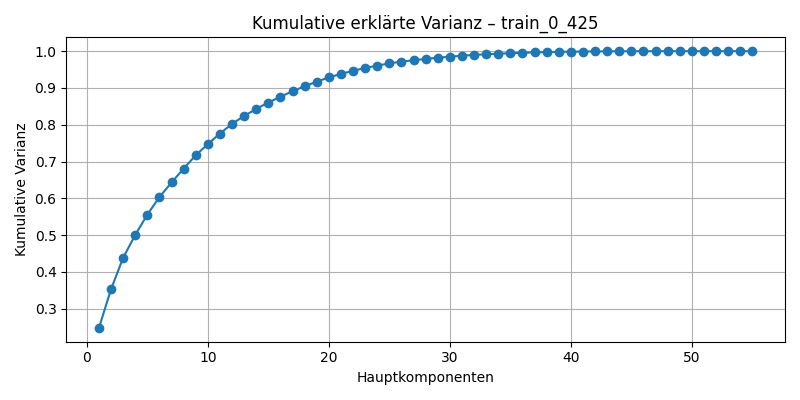 Kumulative erklärte Varianz – train_0_425
Kumulative Varianz
1.0
0.9
0.8
0.7
0.6
0.5
0.4
0.3
0 10 20 30 40 50
Hauptkomponenten